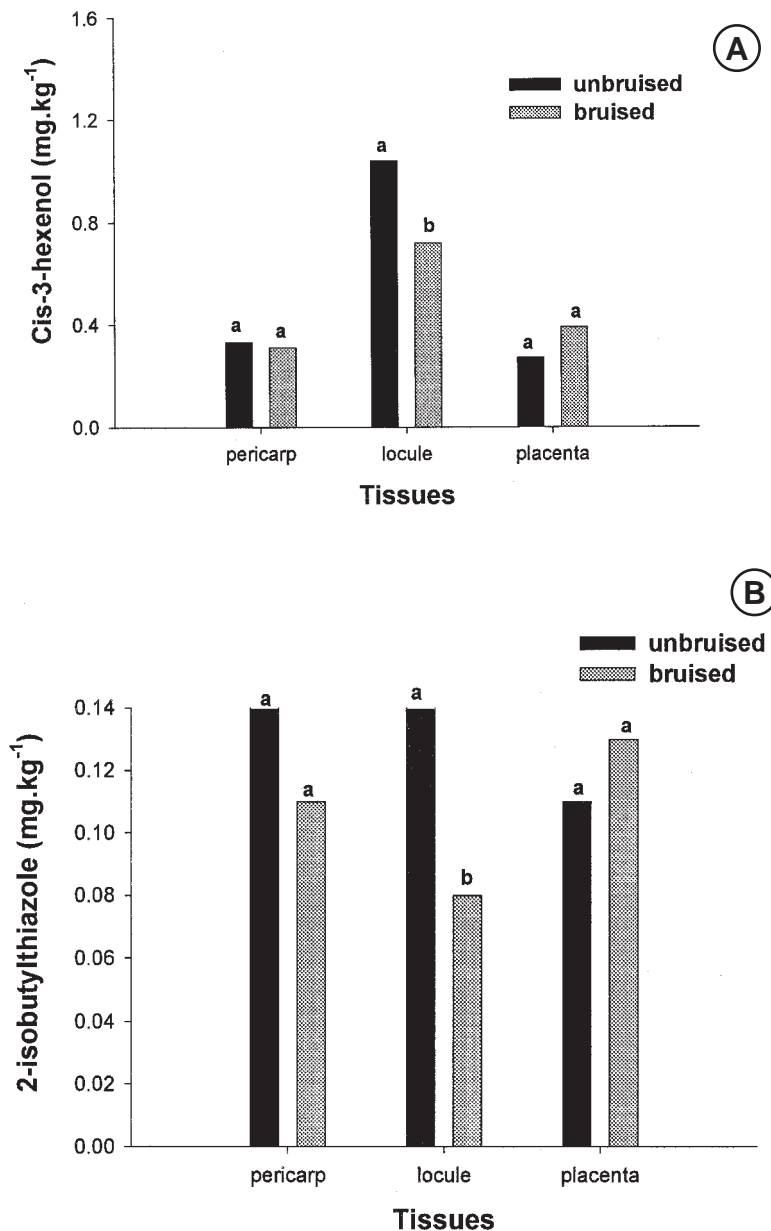 A
unbruised
bruised
Cis-3-hexenol (mg.kg⁻¹)
1.6
1.2
0.8
0.4
0.0
a
a
a
b
a
a
pericarp
locule
placenta
Tissues
B
unbruised
bruised
2-isobutylthiazole (mg.kg⁻¹)
0.14
0.12
0.10
0.08
0.06
0.04
0.02
0.00
a
a
a
b
a
a
pericarp
locule
placenta
Tissues